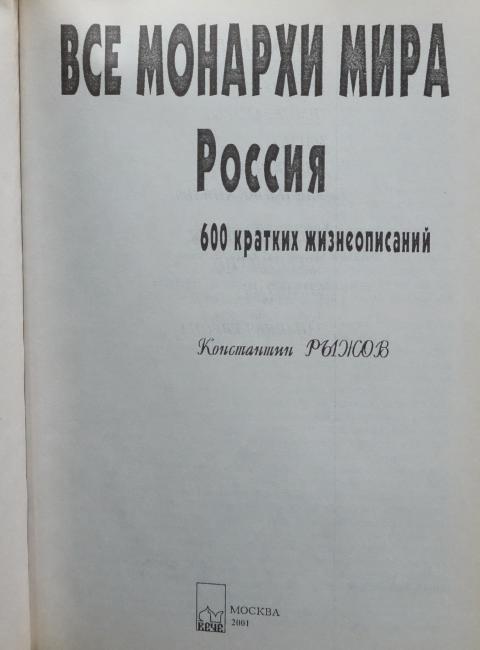 ВСЕ МОНАРХИ МИРА
Россия
600 кратких жизнеописаний
Константин РЫЖОВ
ВЕЧЕ
МОСКВА
2001